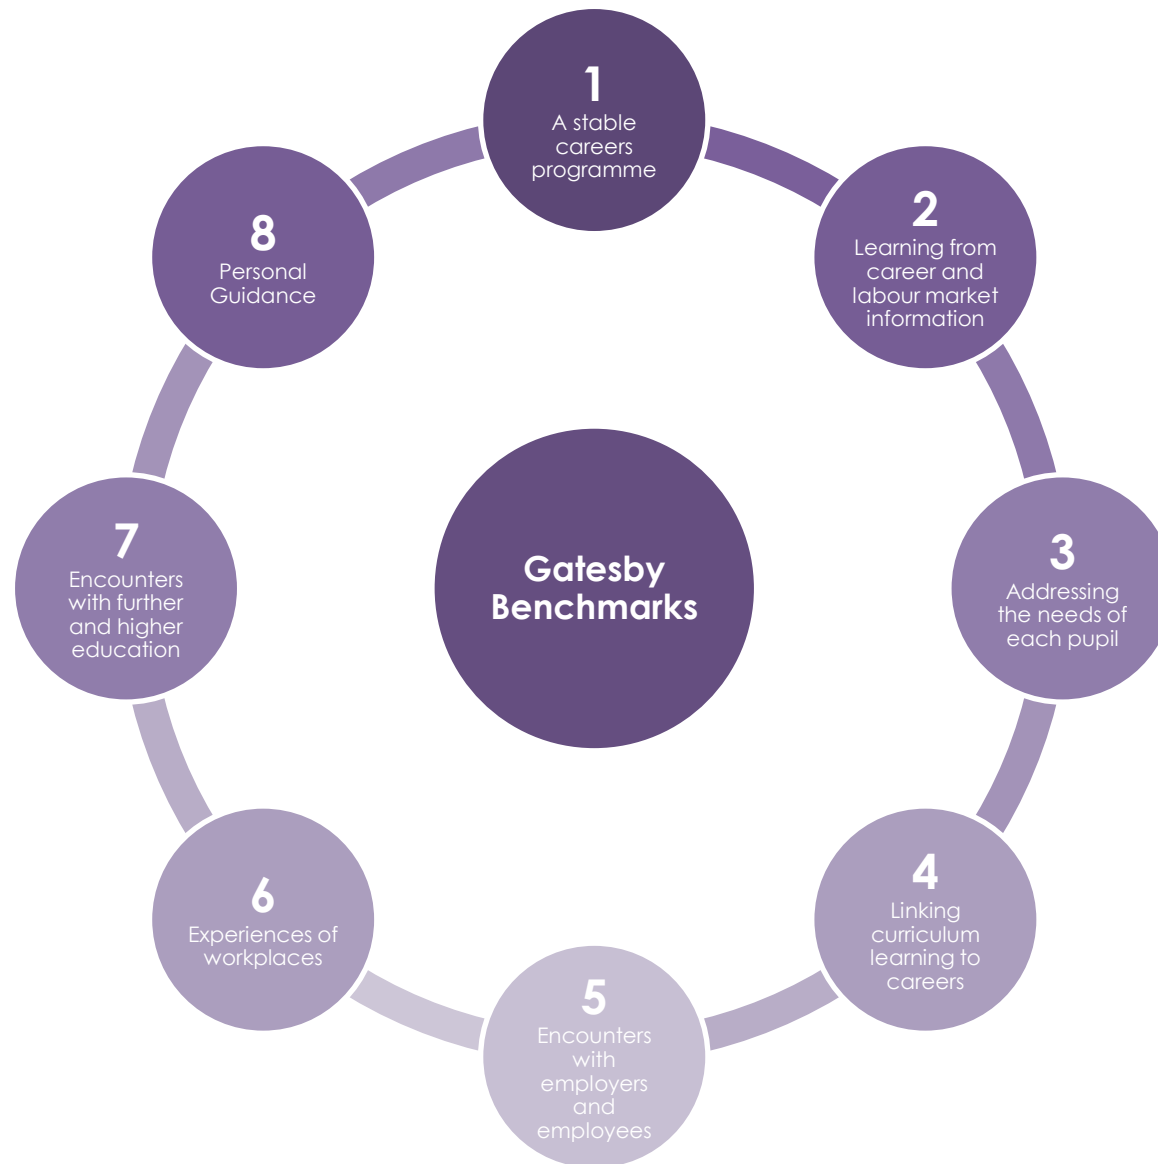 1
A stable
careers
programme
2
Learning from
career and
labour market
information
3
Addressing
the needs of
each pupil
4
Linking
curriculum
learning to
careers
5
Encounters
with
employers
and
employees
6
Experiences of
workplaces
7
Encounters
with further
and higher
education
8
Personal
Guidance
Gatesby
Benchmarks